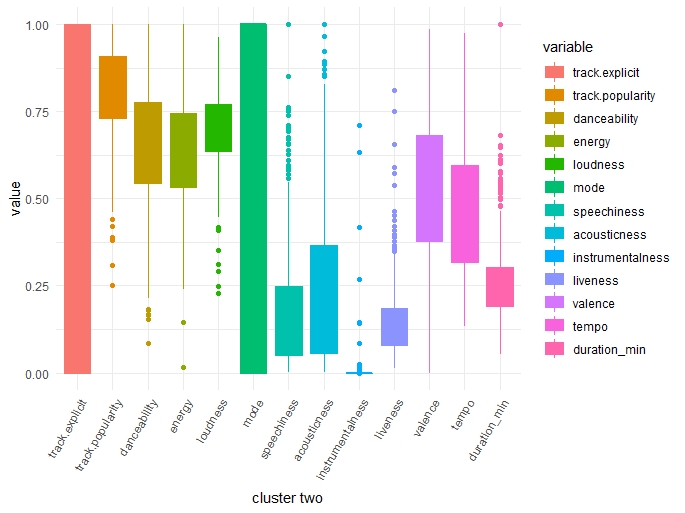 1.00
0.75
0.50
0.25
0.00
value
track.explicit
track.popularity
danceability
energy
loudness
mode
speechiness
acousticness
instrumentalness
liveness
valence
tempo
duration_min
cluster two
variable
track.explicit
track.popularity
danceability
energy
loudness
mode
speechiness
acousticness
instrumentalness
liveness
valence
tempo
duration_min